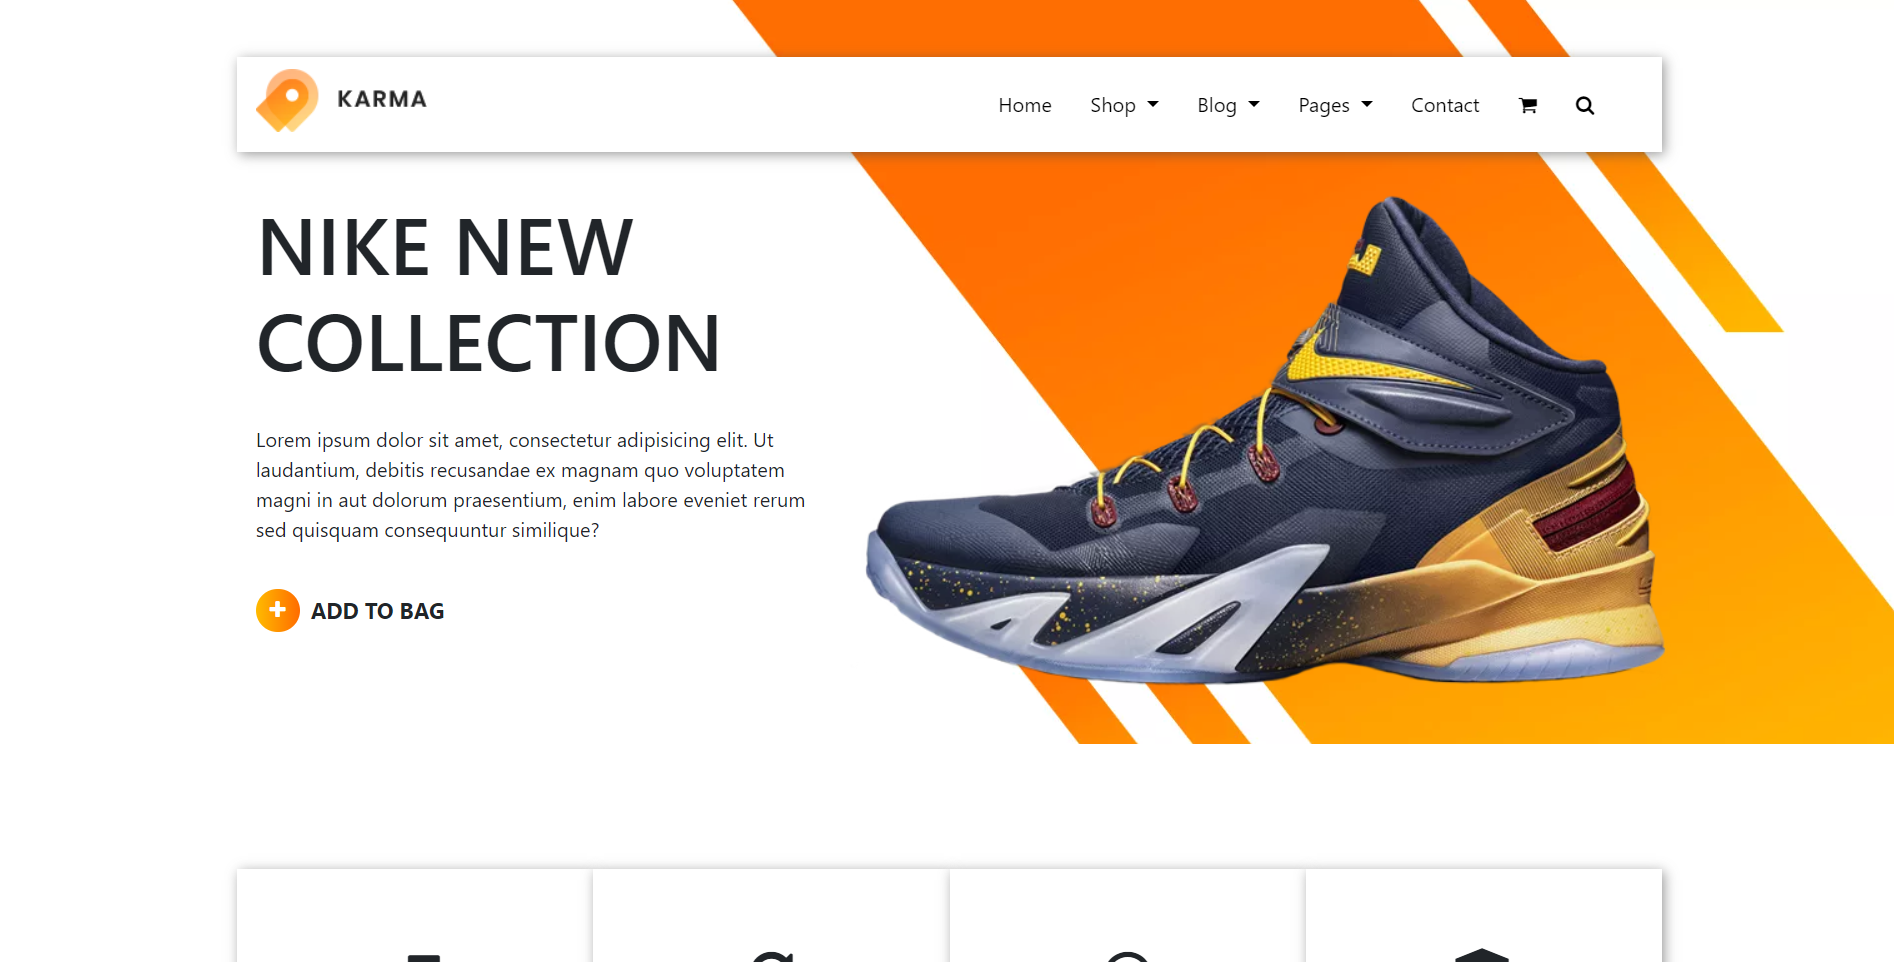 KARMA
Home Shop Blog Pages Contact
NIKE NEW
COLLECTION
Lorem ipsum dolor sit amet, consectetur adipisicing elit. Ut
laudantium, debitis recusandae ex magnam quo voluptatem
magni in aut dolorum praesentium, enim labore eveniet rerum
sed quisquam consequuntur similique?
ADD TO BAG